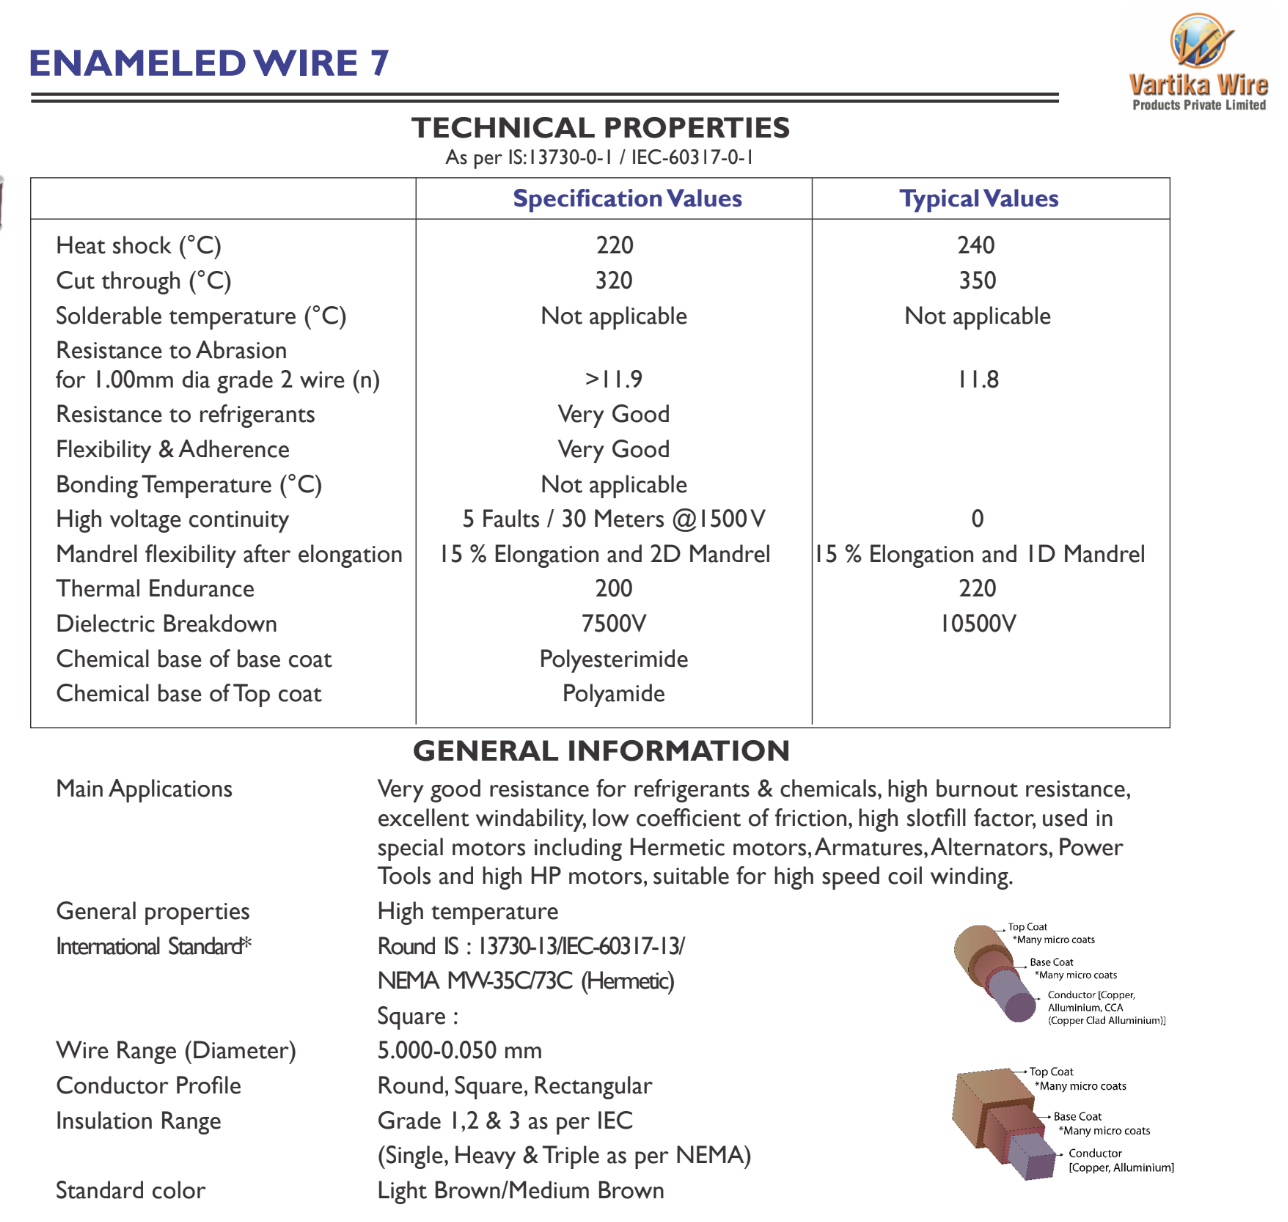 ENAMELED WIRE 7
Vartika Wire
Products Private Limited
TECHNICAL PROPERTIES
As per IS:13730-0-1 / IEC-60317-0-1
Specification Values Typical Values
Heat shock (°C) 220 240
Cut through (°C) 320 350
Solderable temperature (°C) Not applicable Not applicable
Resistance to Abrasion
for 1.00mm dia grade 2 wire (n) >11.9 11.8
Resistance to refrigerants Very Good
Flexibility & Adherence Very Good
Bonding Temperature (°C) Not applicable
High voltage continuity 5 Faults / 30 Meters @1500V 0
Mandrel flexibility after elongation 15 % Elongation and 2D Mandrel 15 % Elongation and 1D Mandrel
Thermal Endurance 200 220
Dielectric Breakdown 7500V 10500V
Chemical base of base coat Polyesterimide
Chemical base of Top coat Polyamide
GENERAL INFORMATION
Main Applications Very good resistance for refrigerants & chemicals, high burnout resistance,
excellent windability, low coefficient of friction, high slotfill factor, used in
special motors including Hermetic motors, Armatures, Alternators, Power
Tools and high HP motors, suitable for high speed coil winding.
General properties High temperature
International Standard* Round IS : 13730-13/IEC-60317-13/
NEMA MW-35C/73C (Hermetic)
Square :
Wire Range (Diameter) 5.000-0.050 mm
Conductor Profile Round, Square, Rectangular
Insulation Range Grade 1,2 & 3 as per IEC
(Single, Heavy & Triple as per NEMA)
Standard color Light Brown/Medium Brown
Top Coat
*Many micro coats
Base Coat
*Many micro coats
Conductor [Copper,
Alluminium, CCA
(Copper Clad Alluminium)]
Top Coat
*Many micro coats
Base Coat
*Many micro coats
Conductor
[Copper, Alluminium]